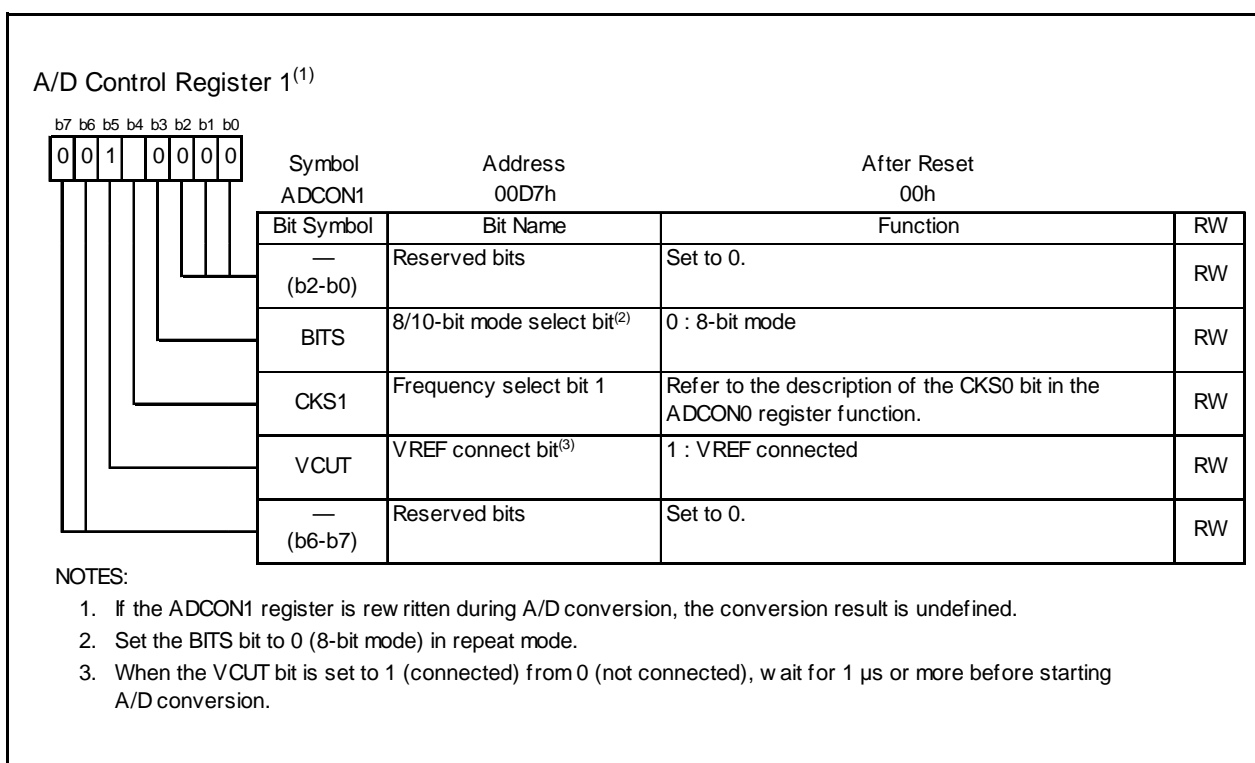 A/D Control Register 1(1)
b7 b6 b5 b4 b3 b2 b1 b0
0 0 1 0 0 0 0
Symbol Address After Reset
ADCON1 00D7h 00h
Bit Symbol Bit Name Function RW
— (b2-b0) Reserved bits Set to 0. RW
BITS 8/10-bit mode select bit(2) 0 : 8-bit mode RW
CKS1 Frequency select bit 1 Refer to the description of the CKS0 bit in the
ADCON0 register function. RW
VCUT VREF connect bit(3) 1 : VREF connected RW
— (b6-b7) Reserved bits Set to 0. RW
NOTES:
1. If the ADCON1 register is rewritten during A/D conversion, the conversion result is undefined.
2. Set the BITS bit to 0 (8-bit mode) in repeat mode.
3. When the VCUT bit is set to 1 (connected) from 0 (not connected), wait for 1 µs or more before starting
A/D conversion.